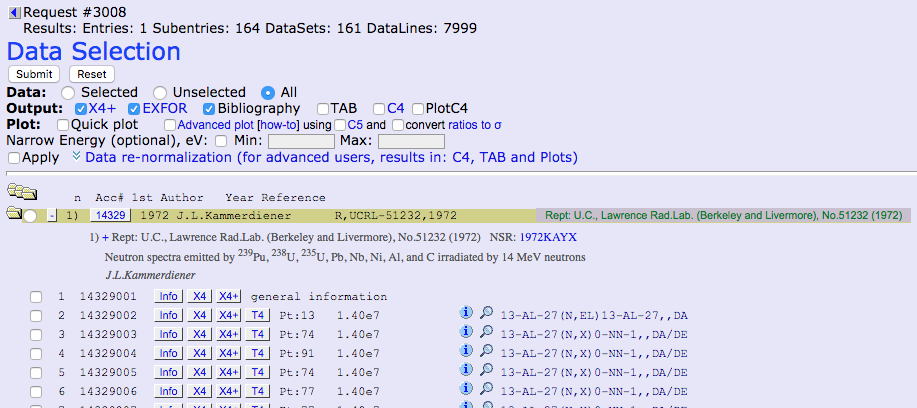 Request #3008
Results: Entries: 1 Subentries: 164 DataSets: 161 DataLines: 7999
Data Selection
Submit Reset
Data: Selected Unselected All
Output: X4+ EXFOR Bibliography TAB C4 PlotC4
Plot: Quick plot Advanced plot [how-to] using C5 and convert ratios to σ
Narrow Energy (optional), eV: Min: Max:
Apply Data re-normalization (for advanced users, results in: C4, TAB and Plots)
n Acc# 1st Author Year Reference
- 1) 14329 1972 J.L.Kammerdiener R,UCRL-51232,1972 Rept: U.C., Lawrence Rad.Lab. (Berkeley and Livermore), No.51232 (1972)
1) + Rept: U.C., Lawrence Rad.Lab. (Berkeley and Livermore), No.51232 (1972) NSR: 1972KAYX
Neutron spectra emitted by ²³⁹Pu, ²³⁸U, ²³⁵U, Pb, Nb, Ni, Al, and C irradiated by 14 MeV neutrons
J.L.Kammerdiener
1 14329001 Info X4 X4+ general information
2 14329002 Info X4 X4+ T4 Pt:13 1.40e7 i 13-AL-27(N,EL)13-AL-27,,DA
3 14329003 Info X4 X4+ T4 Pt:74 1.40e7 i 13-AL-27(N,X)0-NN-1,,DA/DE
4 14329004 Info X4 X4+ T4 Pt:91 1.40e7 i 13-AL-27(N,X)0-NN-1,,DA/DE
5 14329005 Info X4 X4+ T4 Pt:74 1.40e7 i 13-AL-27(N,X)0-NN-1,,DA/DE
6 14329006 Info X4 X4+ T4 Pt:77 1.40e7 i 13-AL-27(N,X)0-NN-1,,DA/DE